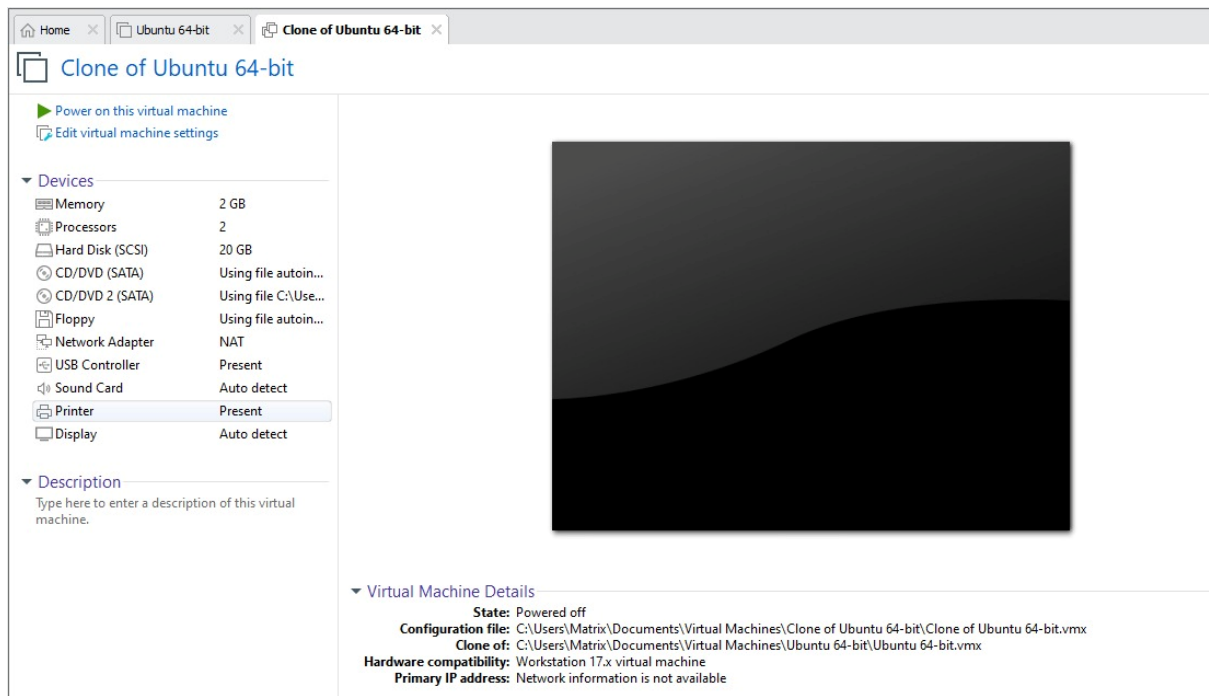 Home Ubuntu 64-bit Clone of Ubuntu 64-bit
Clone of Ubuntu 64-bit
Power on this virtual machine
Edit virtual machine settings
Devices
Memory 2 GB
Processors 2
Hard Disk (SCSI) 20 GB
CD/DVD (SATA) Using file autoin...
CD/DVD 2 (SATA) Using file C:\Use...
Floppy Using file autoin...
Network Adapter NAT
USB Controller Present
Sound Card Auto detect
Printer Present
Display Auto detect
Description
Type here to enter a description of this virtual
machine.
Virtual Machine Details
State: Powered off
Configuration file: C:\Users\Matrix\Documents\Virtual Machines\Clone of Ubuntu 64-bit\Clone of Ubuntu 64-bit.vmx
Clone of: C:\Users\Matrix\Documents\Virtual Machines\Ubuntu 64-bit\Ubuntu 64-bit.vmx
Hardware compatibility: Workstation 17.x virtual machine
Primary IP address: Network information is not available